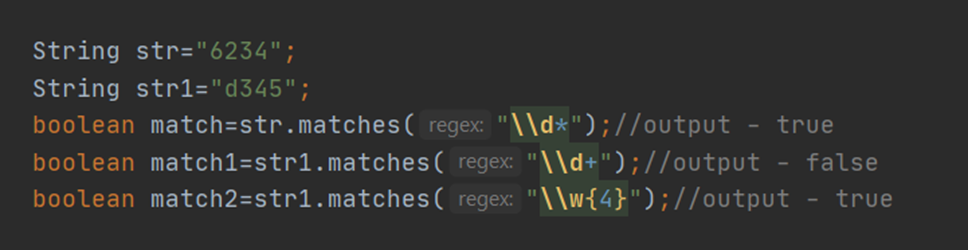 String str="6234";
String str1="d345";
boolean match=str.matches( regex: "\\d*");//output - true
boolean match1=str1.matches( regex: "\\d+");//output - false
boolean match2=str1.matches( regex: "\\w{4}");//output - true